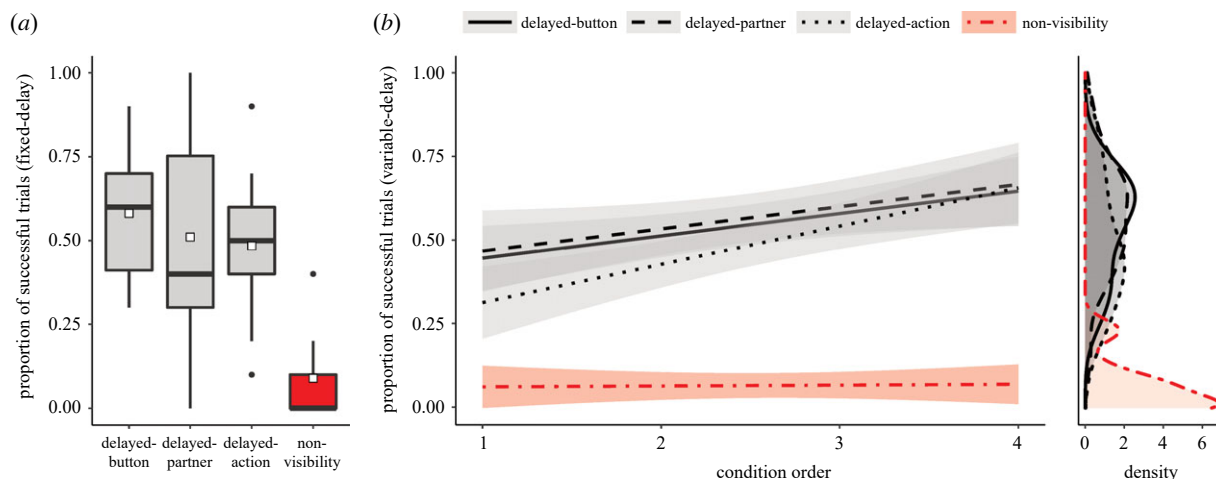 (a)
(b)
delayed-button
delayed-partner
delayed-action
non-visibility
proportion of successful trials (fixed-delay)
1.00
0.75
0.50
0.25
0.00
delayed-
button
delayed-
partner
delayed-
action
non-
visibility
proportion of successful trials (variable-delay)
1.00
0.75
0.50
0.25
0.00
1
2
3
4
condition order
0
2
4
6
density